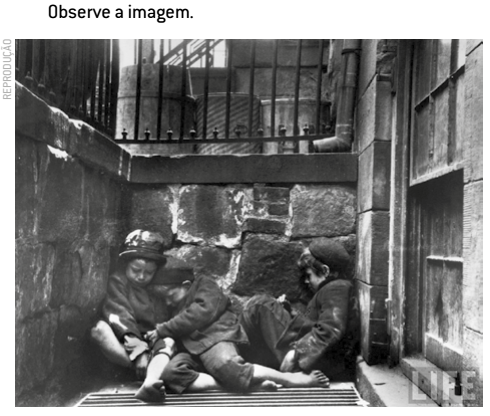 Observe a imagem.
REPRODUÇÃO
LIFE